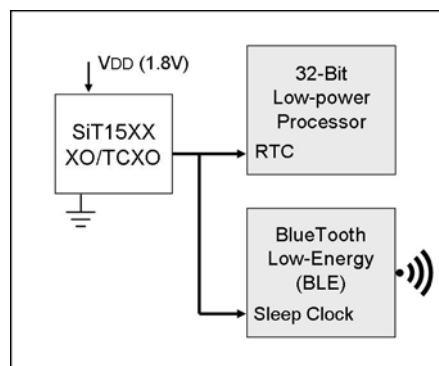 VDD (1.8V)
SiT15XX
XO/TCXO
32-Bit
Low-power
Processor
RTC
BlueTooth
Low-Energy
(BLE)
Sleep Clock